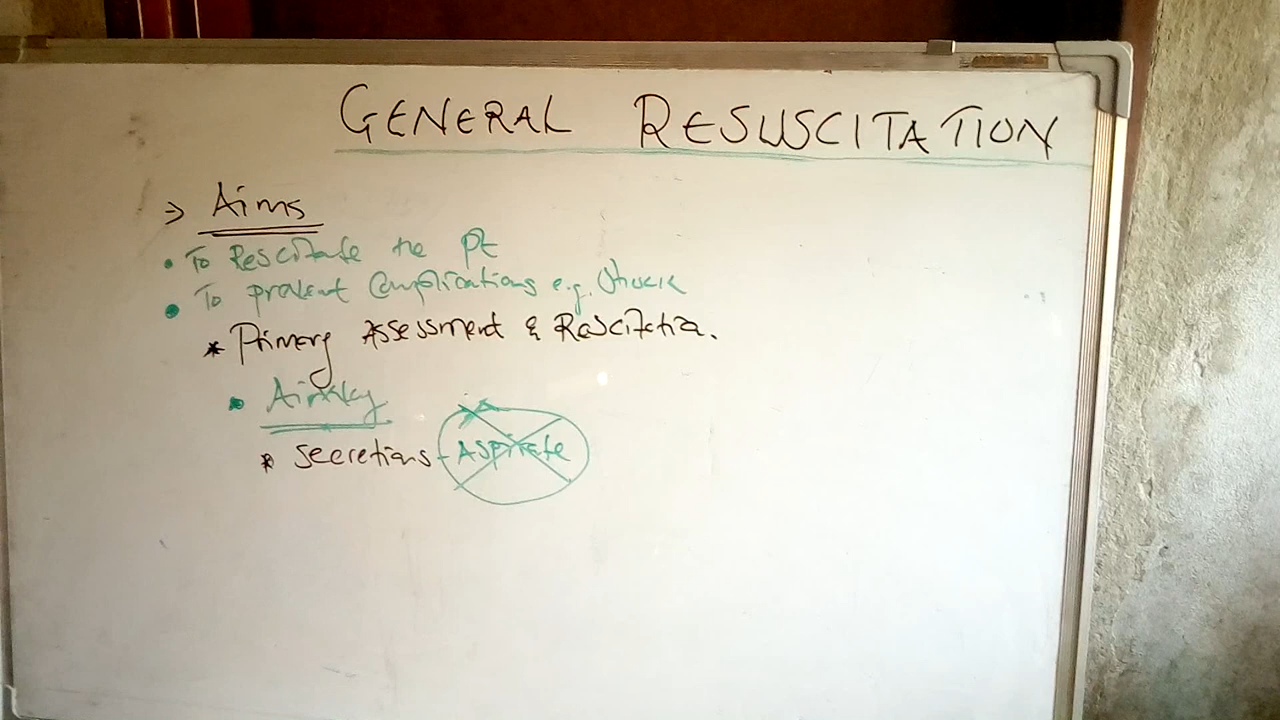 GENERAL RESUSCITATION
→ Aims
• To Rescitate the Pt
• To prevent Complications e.g. Shock
* Primary Assessment & Rescitation.
• Airway
* Secretions - Aspirate